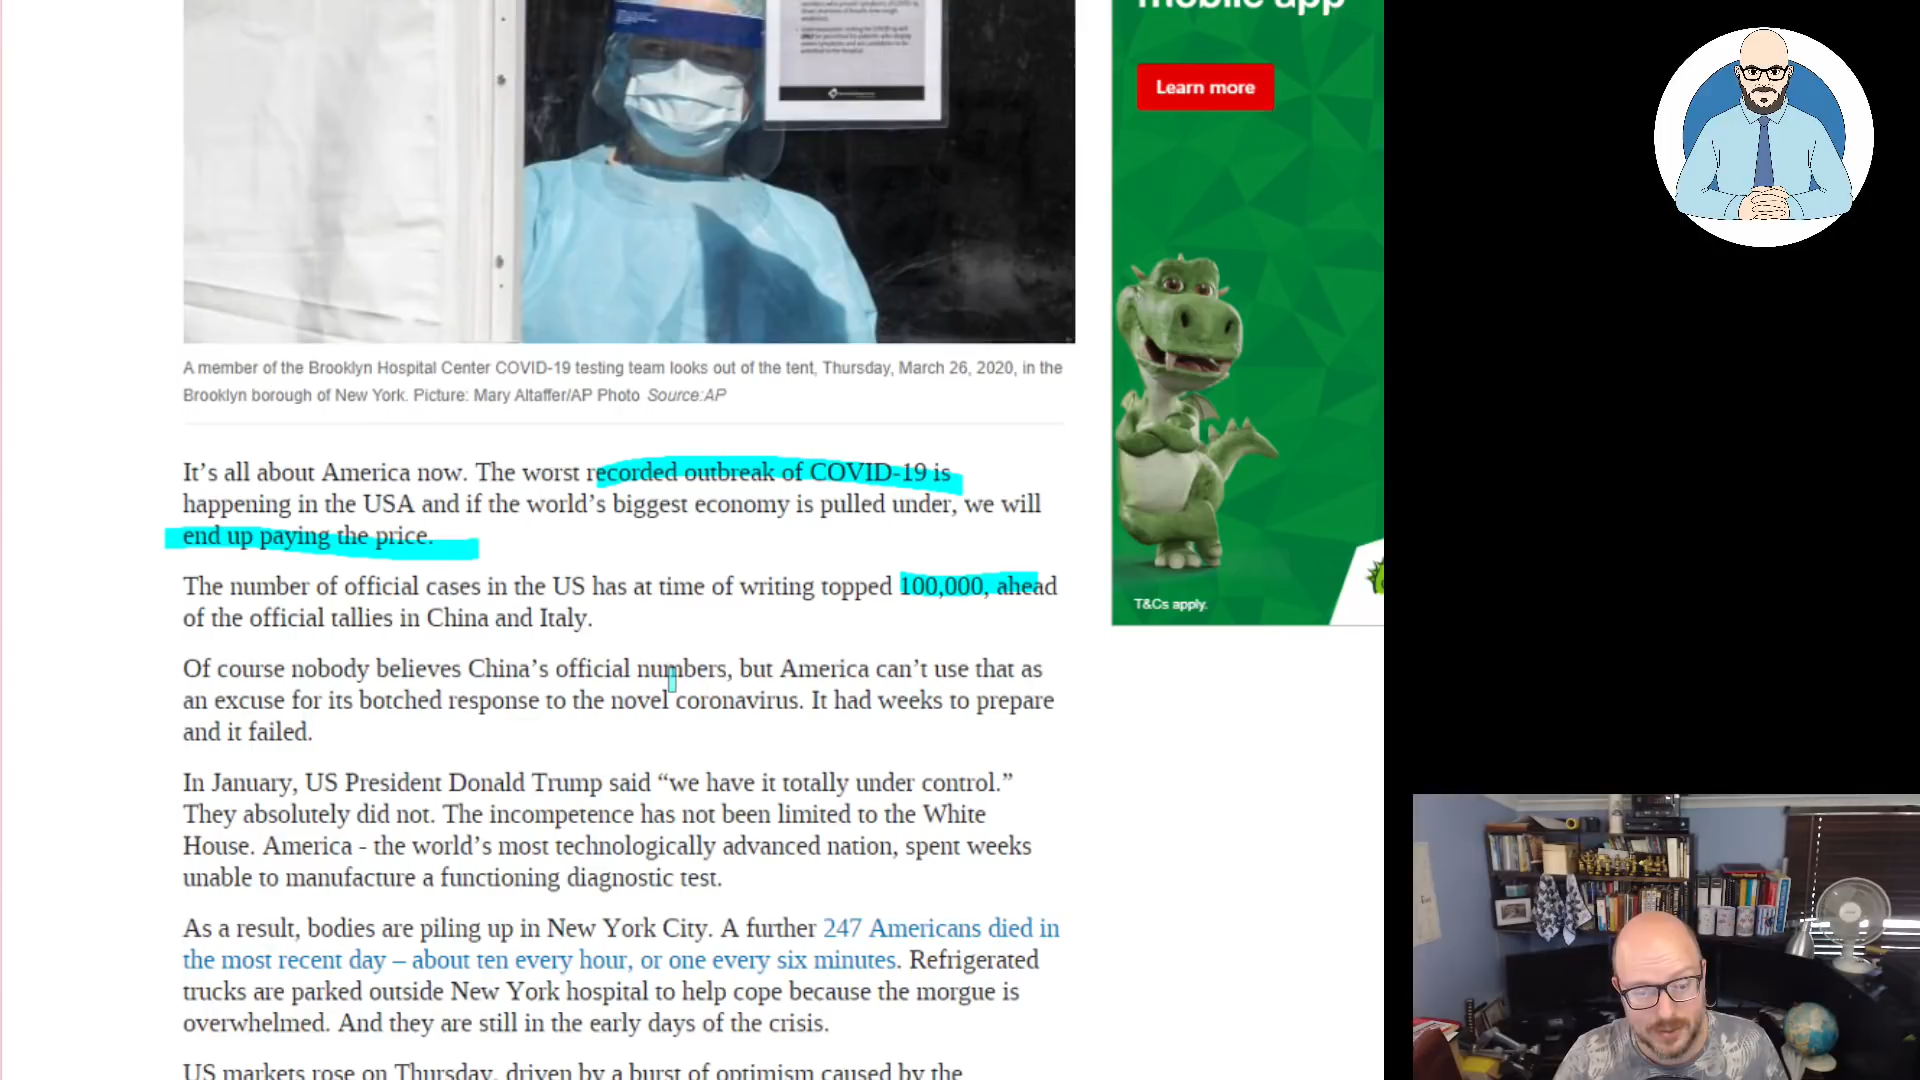 mobile app
Learn more
A member of the Brooklyn Hospital Center COVID-19 testing team looks out of the tent, Thursday, March 26, 2020, in the
Brooklyn borough of New York. Picture: Mary Altaffer/AP Photo Source:AP
It’s all about America now. The worst recorded outbreak of COVID-19 is
happening in the USA and if the world’s biggest economy is pulled under, we will
end up paying the price.
The number of official cases in the US has at time of writing topped 100,000, ahead
of the official tallies in China and Italy.
Of course nobody believes China’s official numbers, but America can’t use that as
an excuse for its botched response to the novel coronavirus. It had weeks to prepare
and it failed.
In January, US President Donald Trump said “we have it totally under control.”
They absolutely did not. The incompetence has not been limited to the White
House. America - the world’s most technologically advanced nation, spent weeks
unable to manufacture a functioning diagnostic test.
As a result, bodies are piling up in New York City. A further 247 Americans died in
the most recent day – about ten every hour, or one every six minutes. Refrigerated
trucks are parked outside New York hospital to help cope because the morgue is
overwhelmed. And they are still in the early days of the crisis.
US markets rose on Thursday, driven by a burst of optimism caused by the
T&Cs apply.